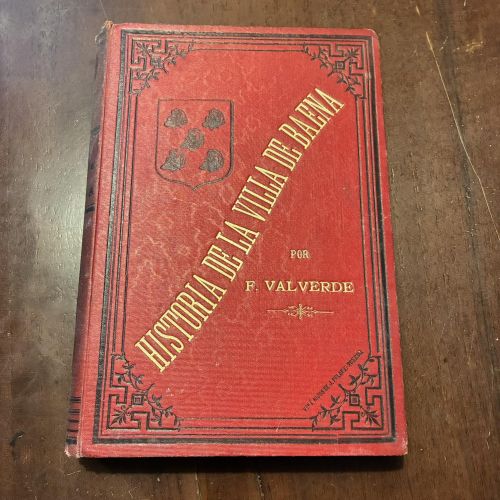 HISTORIA DE LA VILLA DE BAENA
POR
F. VALVERDE